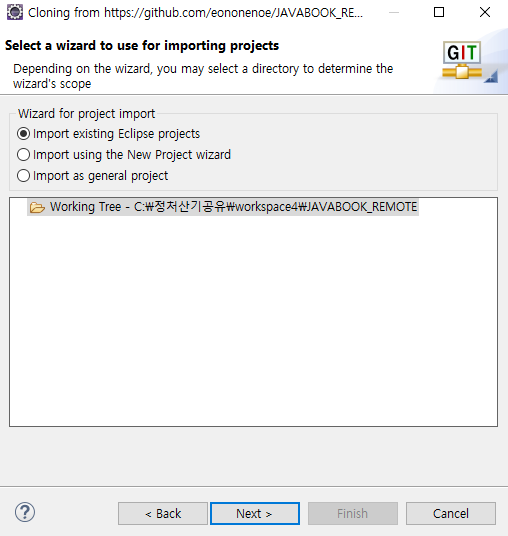 Cloning from https://github.com/eononenoe/JAVABOOK_RE...
Select a wizard to use for importing projects
Depending on the wizard, you may select a directory to determine the
wizard's scope
GIT
Wizard for project import
Import existing Eclipse projects
Import using the New Project wizard
Import as general project
Working Tree - C:₩정처산기공유₩workspace4₩JAVABOOK_REMOTE
?
< Back
Next >
Finish
Cancel